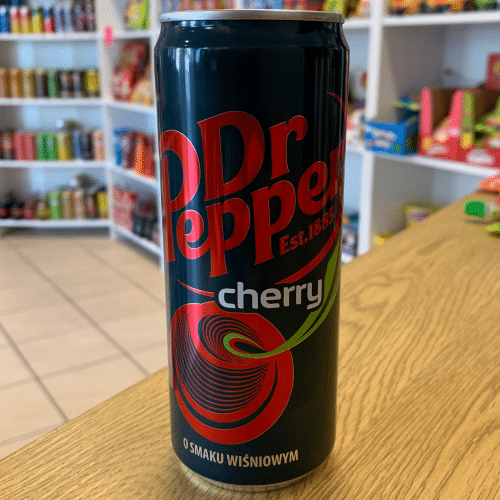 Dr
Pepper
Est.1885
cherry
O SMAKU WIŚNIOWYM